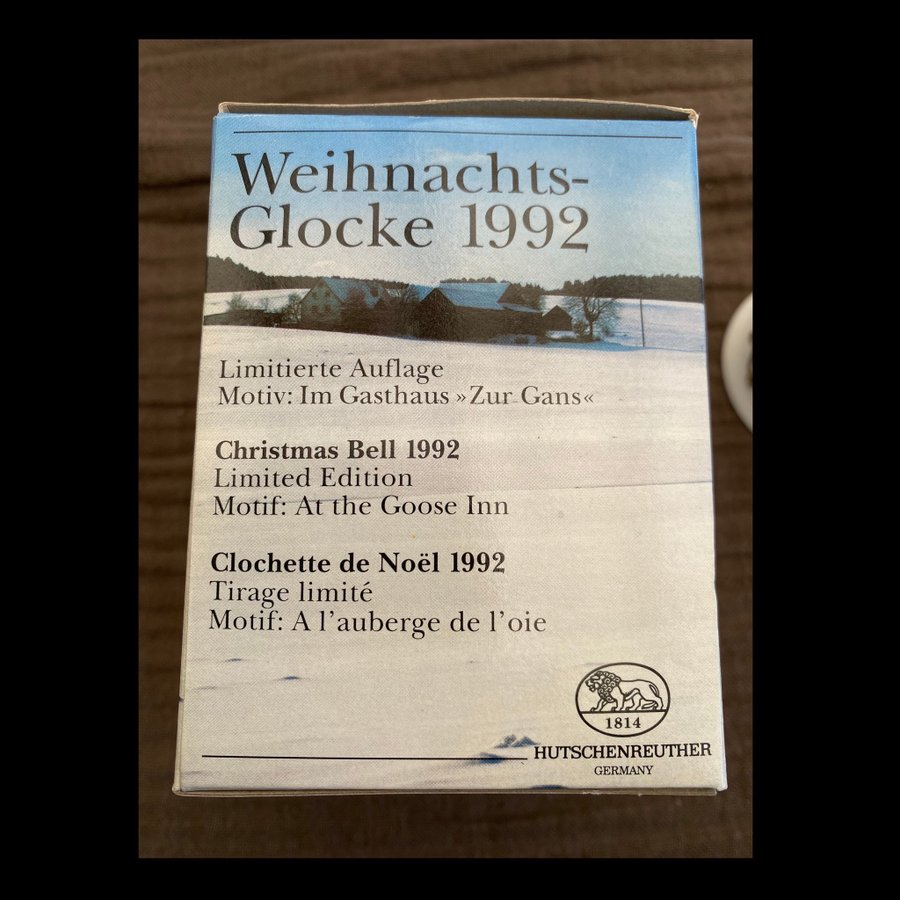 Weihnachts-
Glocke 1992
Limitierte Auflage
Motiv: Im Gasthaus »Zur Gans«
Christmas Bell 1992
Limited Edition
Motif: At the Goose Inn
Clochette de Noël 1992
Tirage limité
Motif: A l’auberge de l’oie
1814
HUTSCHENREUTHER
GERMANY